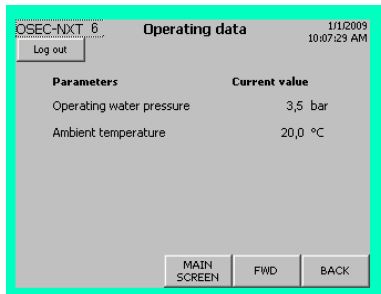 OSEC-NXT 6 Operating data 1/1/2009
10:07:29 AM
Log out
Parameters Current value
Operating water pressure 3,5 bar
Ambient temperature 20,0 °C
MAIN SCREEN FWD BACK